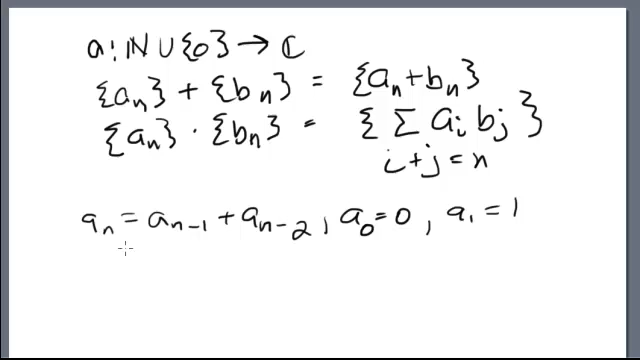 a: ℕ ∪ {0} → ℂ
{aₙ} + {bₙ} = {aₙ + bₙ}
{aₙ} · {bₙ} = { ∑ aᵢ bⱼ }
i + j = n
aₙ = aₙ₋₁ + aₙ₋₂, a₀ = 0, a₁ = 1